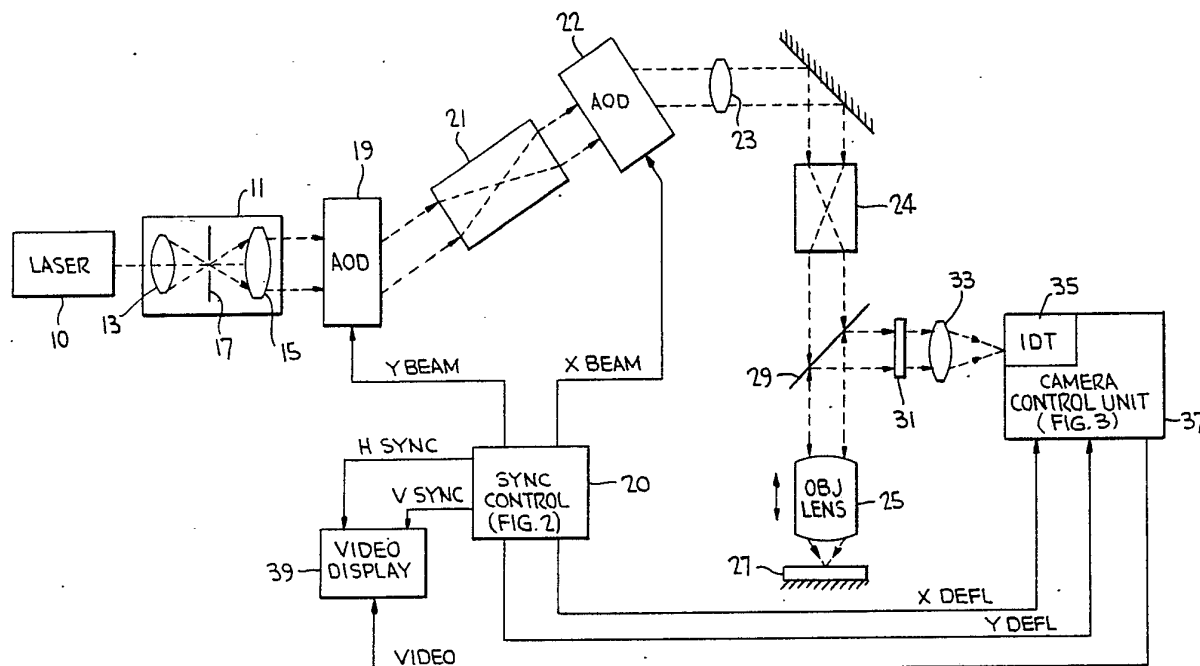 22
AOD
23
21
19
AOD
11
LASER
10
13
17
15
24
Y BEAM
X BEAM
29
31
33
35
IDT
CAMERA
CONTROL UNIT
(FIG. 3)
37
H SYNC
V SYNC
SYNC
CONTROL
(FIG. 2)
20
OBJ
LENS
25
27
VIDEO
DISPLAY
39
X DEFL
Y DEFL
VIDEO